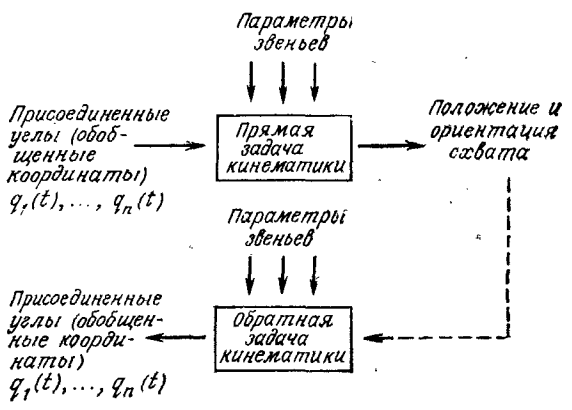 Параметры
звеньев
Присоединенные
углы (обоб-
щенные
координаты)
q₁(t), ..., qₙ(t)
Прямая
задача
кинематики
Положение и
ориентация
схвата
Параметры
звеньев
Присоединенные
углы (обобщен-
ные коорди-
наты)
q₁(t), ..., qₙ(t)
Обратная
задача
кинематики